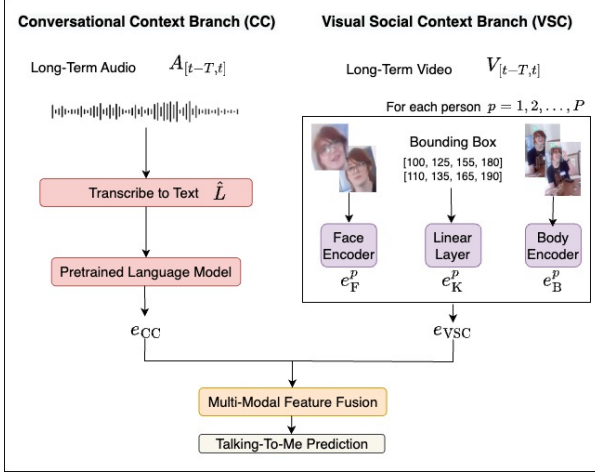 Conversational Context Branch (CC)
Long-Term Audio A[t−T,t]
Transcribe to Text L̂
Pretrained Language Model
eCC
Visual Social Context Branch (VSC)
Long-Term Video V[t−T,t]
For each person p = 1, 2, . . . , P
Bounding Box
[100, 125, 155, 180]
[110, 135, 165, 190]
Face
Encoder
e^p_F
Linear
Layer
e^p_K
Body
Encoder
e^p_B
eVSC
Multi-Modal Feature Fusion
Talking-To-Me Prediction